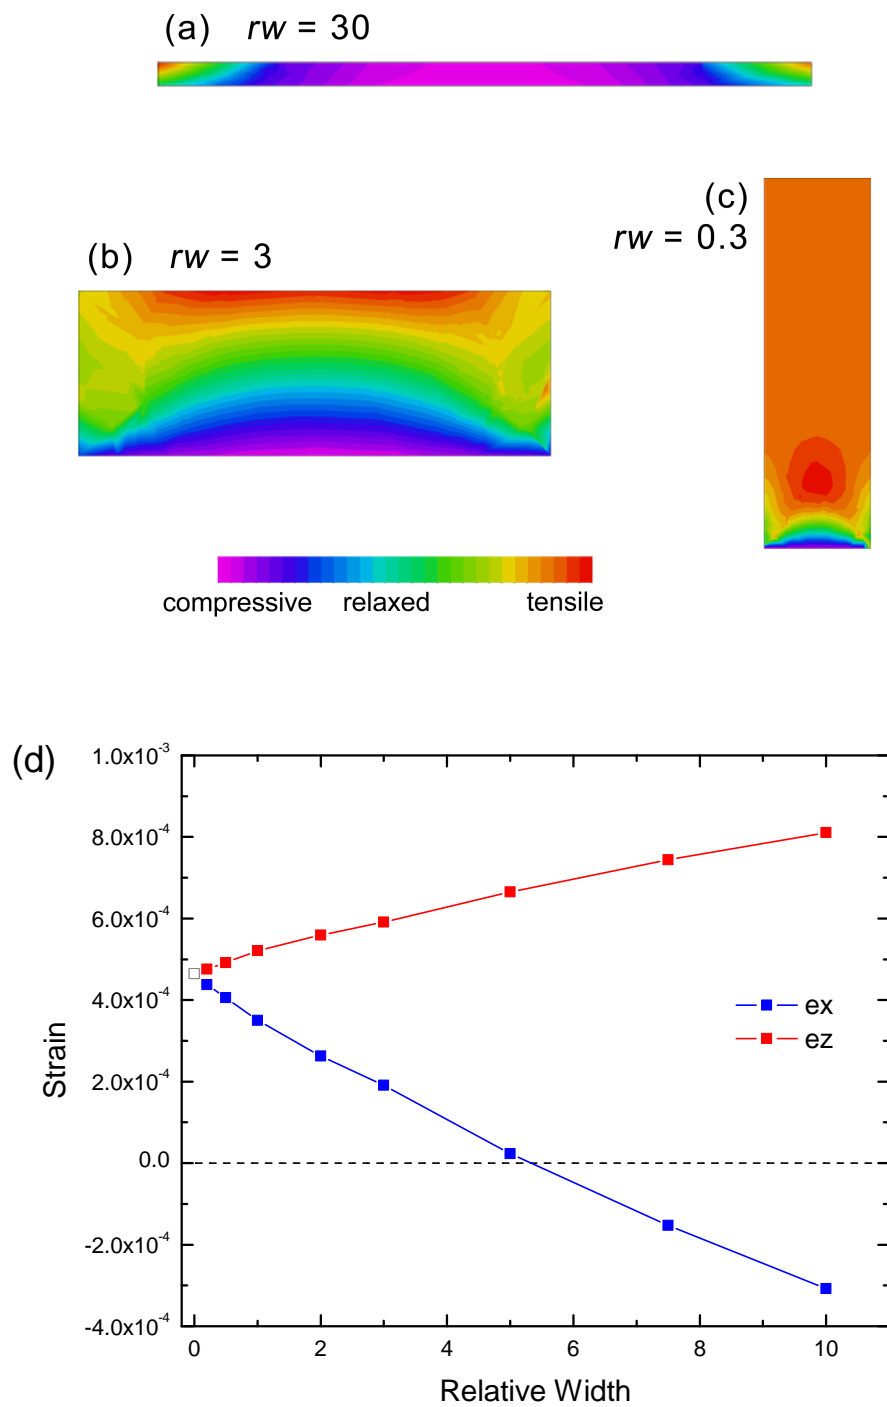 (a) rw = 30
(c)
rw = 0.3
(b) rw = 3
compressive relaxed tensile
(d)
1.0x10-3
8.0x10-4
6.0x10-4
4.0x10-4
2.0x10-4
0.0
-2.0x10-4
-4.0x10-4
Strain
ex
ez
0 2 4 6 8 10
Relative Width